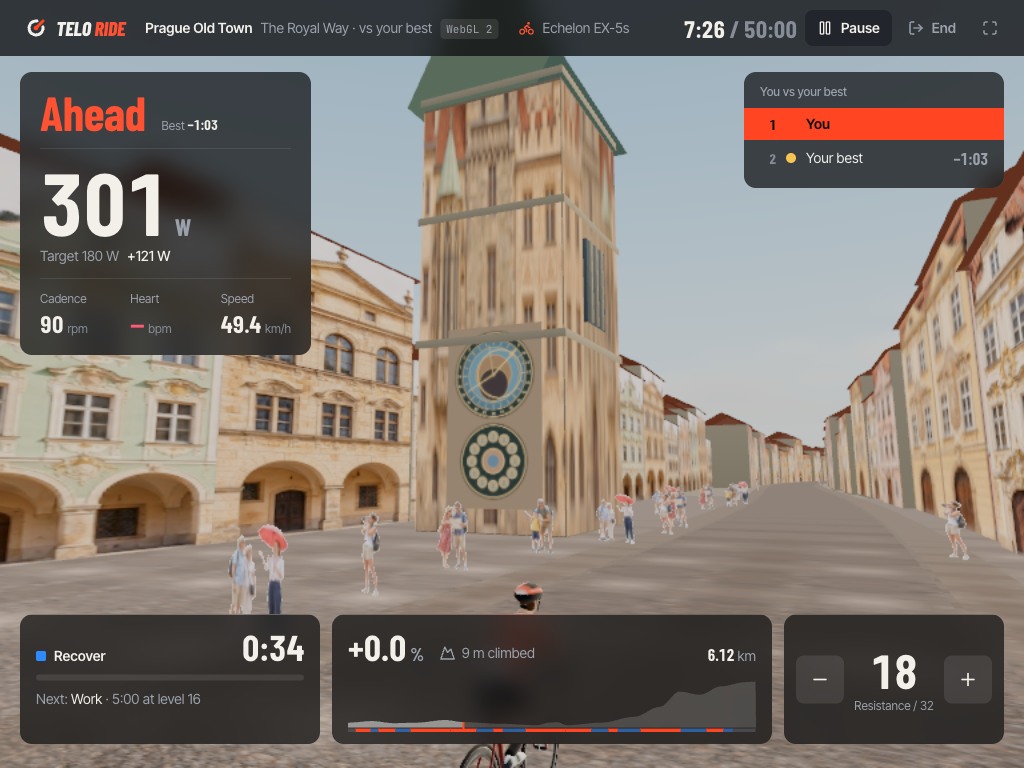 TELO RIDE Prague Old Town The Royal Way · vs your best WebGL 2 Echelon EX-5s 7:26 / 50:00 Pause End
Ahead Best −1:03
301 W
Target 180 W +121 W
Cadence Heart Speed
90 rpm – bpm 49.4 km/h
You vs your best
1 You
2 Your best −1:03
Recover 0:34
Next: Work · 5:00 at level 16
+0.0 % 9 m climbed 6.12 km
− 18 +
Resistance / 32